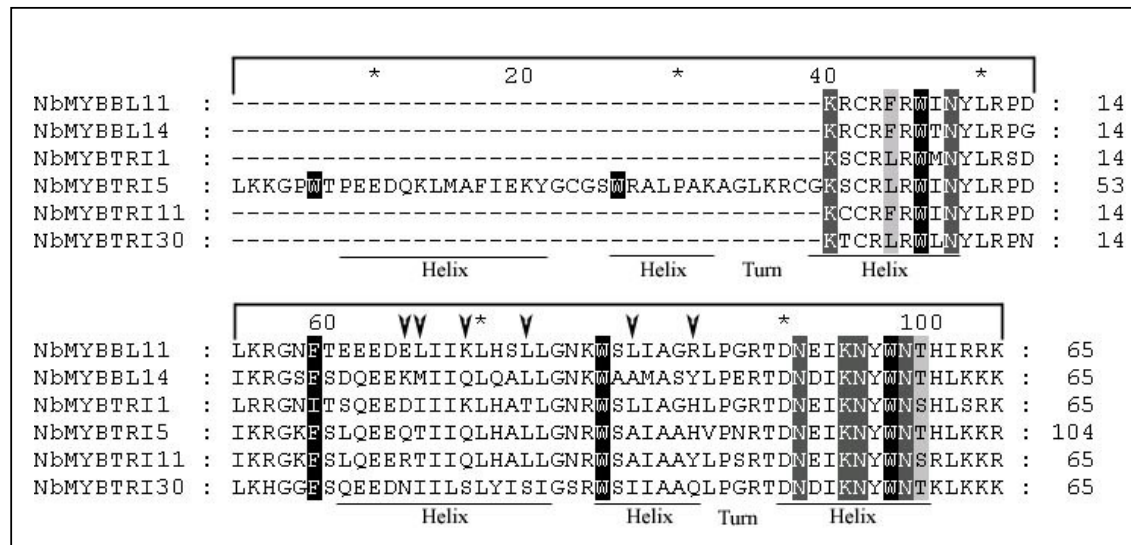 * 20 * 40 *
NbMYBBL11 : ---------------------------------------KRCRFRWINYLRPD : 14
NbMYBBL14 : ---------------------------------------KRCRFRWTNYLRPG : 14
NbMYBTRI1 : ---------------------------------------KSCRLRWMNYLRSD : 14
NbMYBTRI5 : LKKGPWTPEEDQKLMAFIEKYGCGSWRALPAKAGLKRCGKSCRLRWINYLRPD : 53
NbMYBTRI11 : ---------------------------------------KCCRFRWINYLRPD : 14
NbMYBTRI30 : ---------------------------------------KTCRLRWLNYLRPN : 14
Helix Helix Turn Helix
60 * * 100
NbMYBBL11 : LKRGNFTEEEDELIIKLHSLLGNKWSLIAGRLPGRTDNEIKNYWNTHIRRK : 65
NbMYBBL14 : IKRGSFSDQEEKMIIQLQALLGNKWAAMASYLPERTDNDIKNYWNTHLKKK : 65
NbMYBTRI1 : LRRGNITSQEEDIIIKLHATLGNRWSLIAGHLPGRTDNEIKNYWNSHLSRK : 65
NbMYBTRI5 : IKRGKFSLQEEQTIIQLHALLGNRWSAIAAHVPNRTDNEIKNYWNTHLKKR : 104
NbMYBTRI11 : IKRGKFSLQEERTIIQLHALLGNRWSAIAAYLPSRTDNEIKNYWNSRLKKR : 65
NbMYBTRI30 : LKHGGFSQEEDNIILSLYISIGSRWSIIAAQLPGRTDNDIKNYWNTKLKKK : 65
Helix Helix Turn Helix